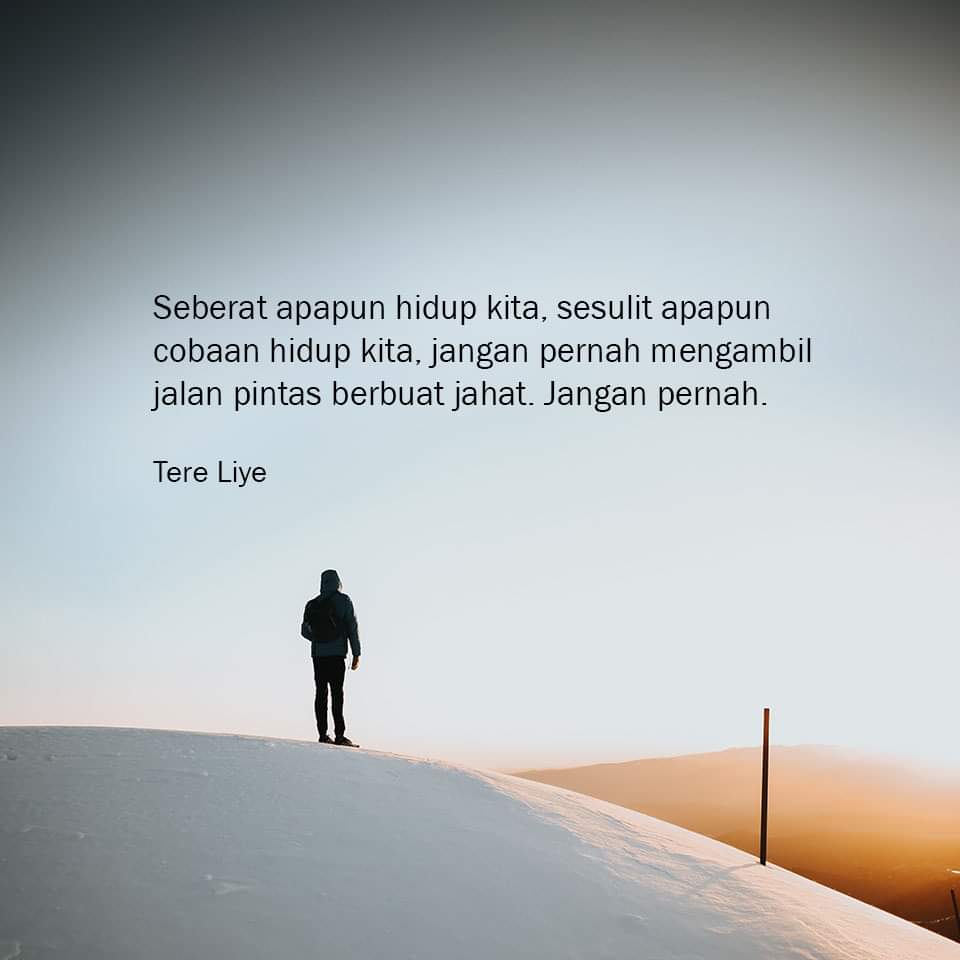 Seberat apapun hidup kita, sesulit apapun
cobaan hidup kita, jangan pernah mengambil
jalan pintas berbuat jahat. Jangan pernah.
Tere Liye